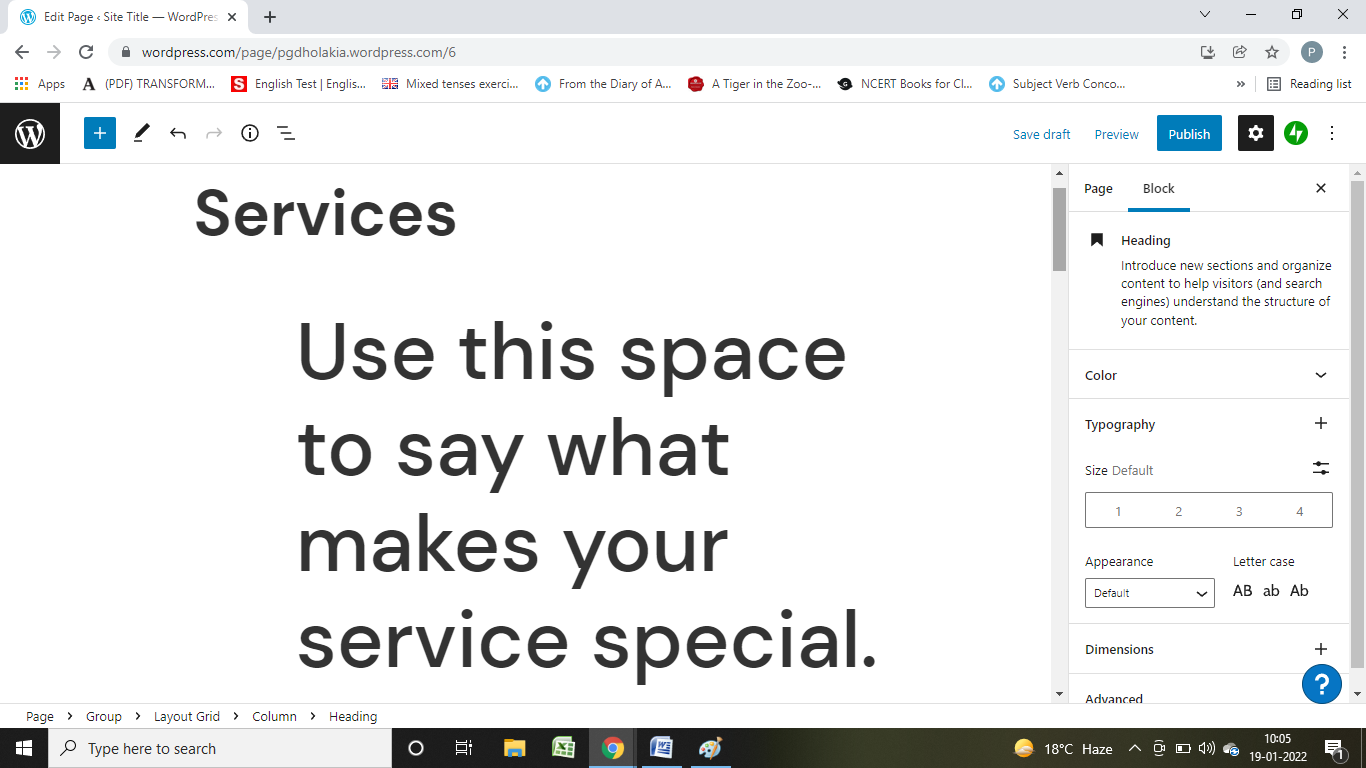 Edit Page ‹ Site Title — WordPres
wordpress.com/page/pgdholakia.wordpress.com/6
P
Apps
(PDF) TRANSFORM...
English Test | Englis...
Mixed tenses exerci...
From the Diary of A...
A Tiger in the Zoo-...
NCERT Books for Cl...
Subject Verb Conco...
Reading list
Save draft
Preview
Publish
Services
Use this space
to say what
makes your
service special.
Page
Block
Heading
Introduce new sections and organize
content to help visitors (and search
engines) understand the structure of
your content.
Color
Typography
Size Default
1 2 3 4
Appearance
Letter case
Default
AB ab Ab
Dimensions
Advanced
?
Page > Group > Layout Grid > Column > Heading
Type here to search
18°C Haze
10:05
19-01-2022
1